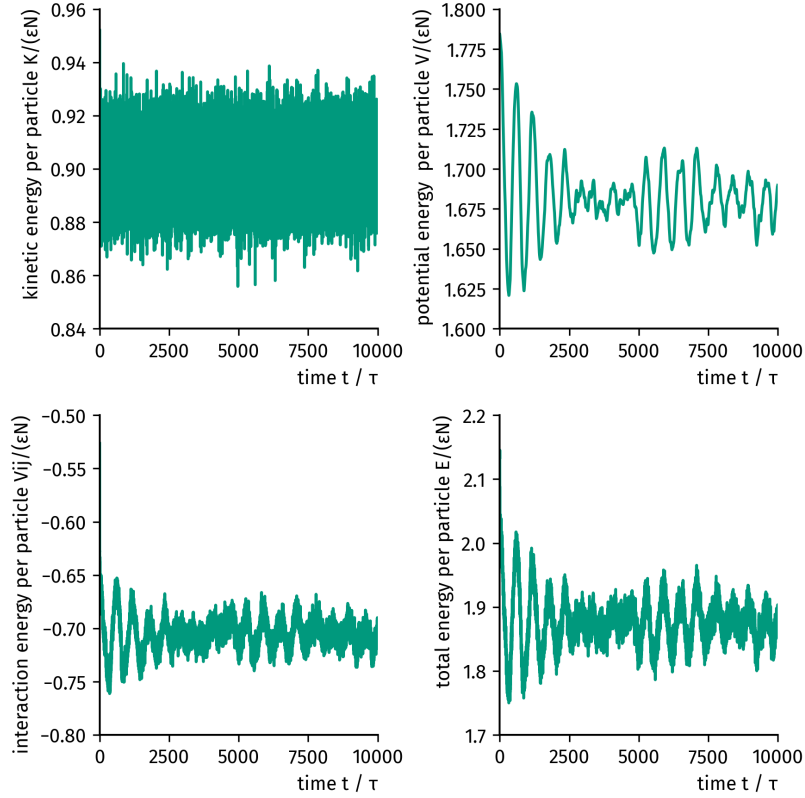 kinetic energy per particle K/(εN)
0.96
0.94
0.92
0.90
0.88
0.86
0.84
0 2500 5000 7500 10000
time t / τ
potential energy  per particle V/(εN)
1.800
1.775
1.750
1.725
1.700
1.675
1.650
1.625
1.600
0 2500 5000 7500 10000
time t / τ
interaction energy per particle Vij/(εN)
−0.50
−0.55
−0.60
−0.65
−0.70
−0.75
−0.80
0 2500 5000 7500 10000
time t / τ
total energy per particle E/(εN)
2.2
2.1
2.0
1.9
1.8
1.7
0 2500 5000 7500 10000
time t / τ